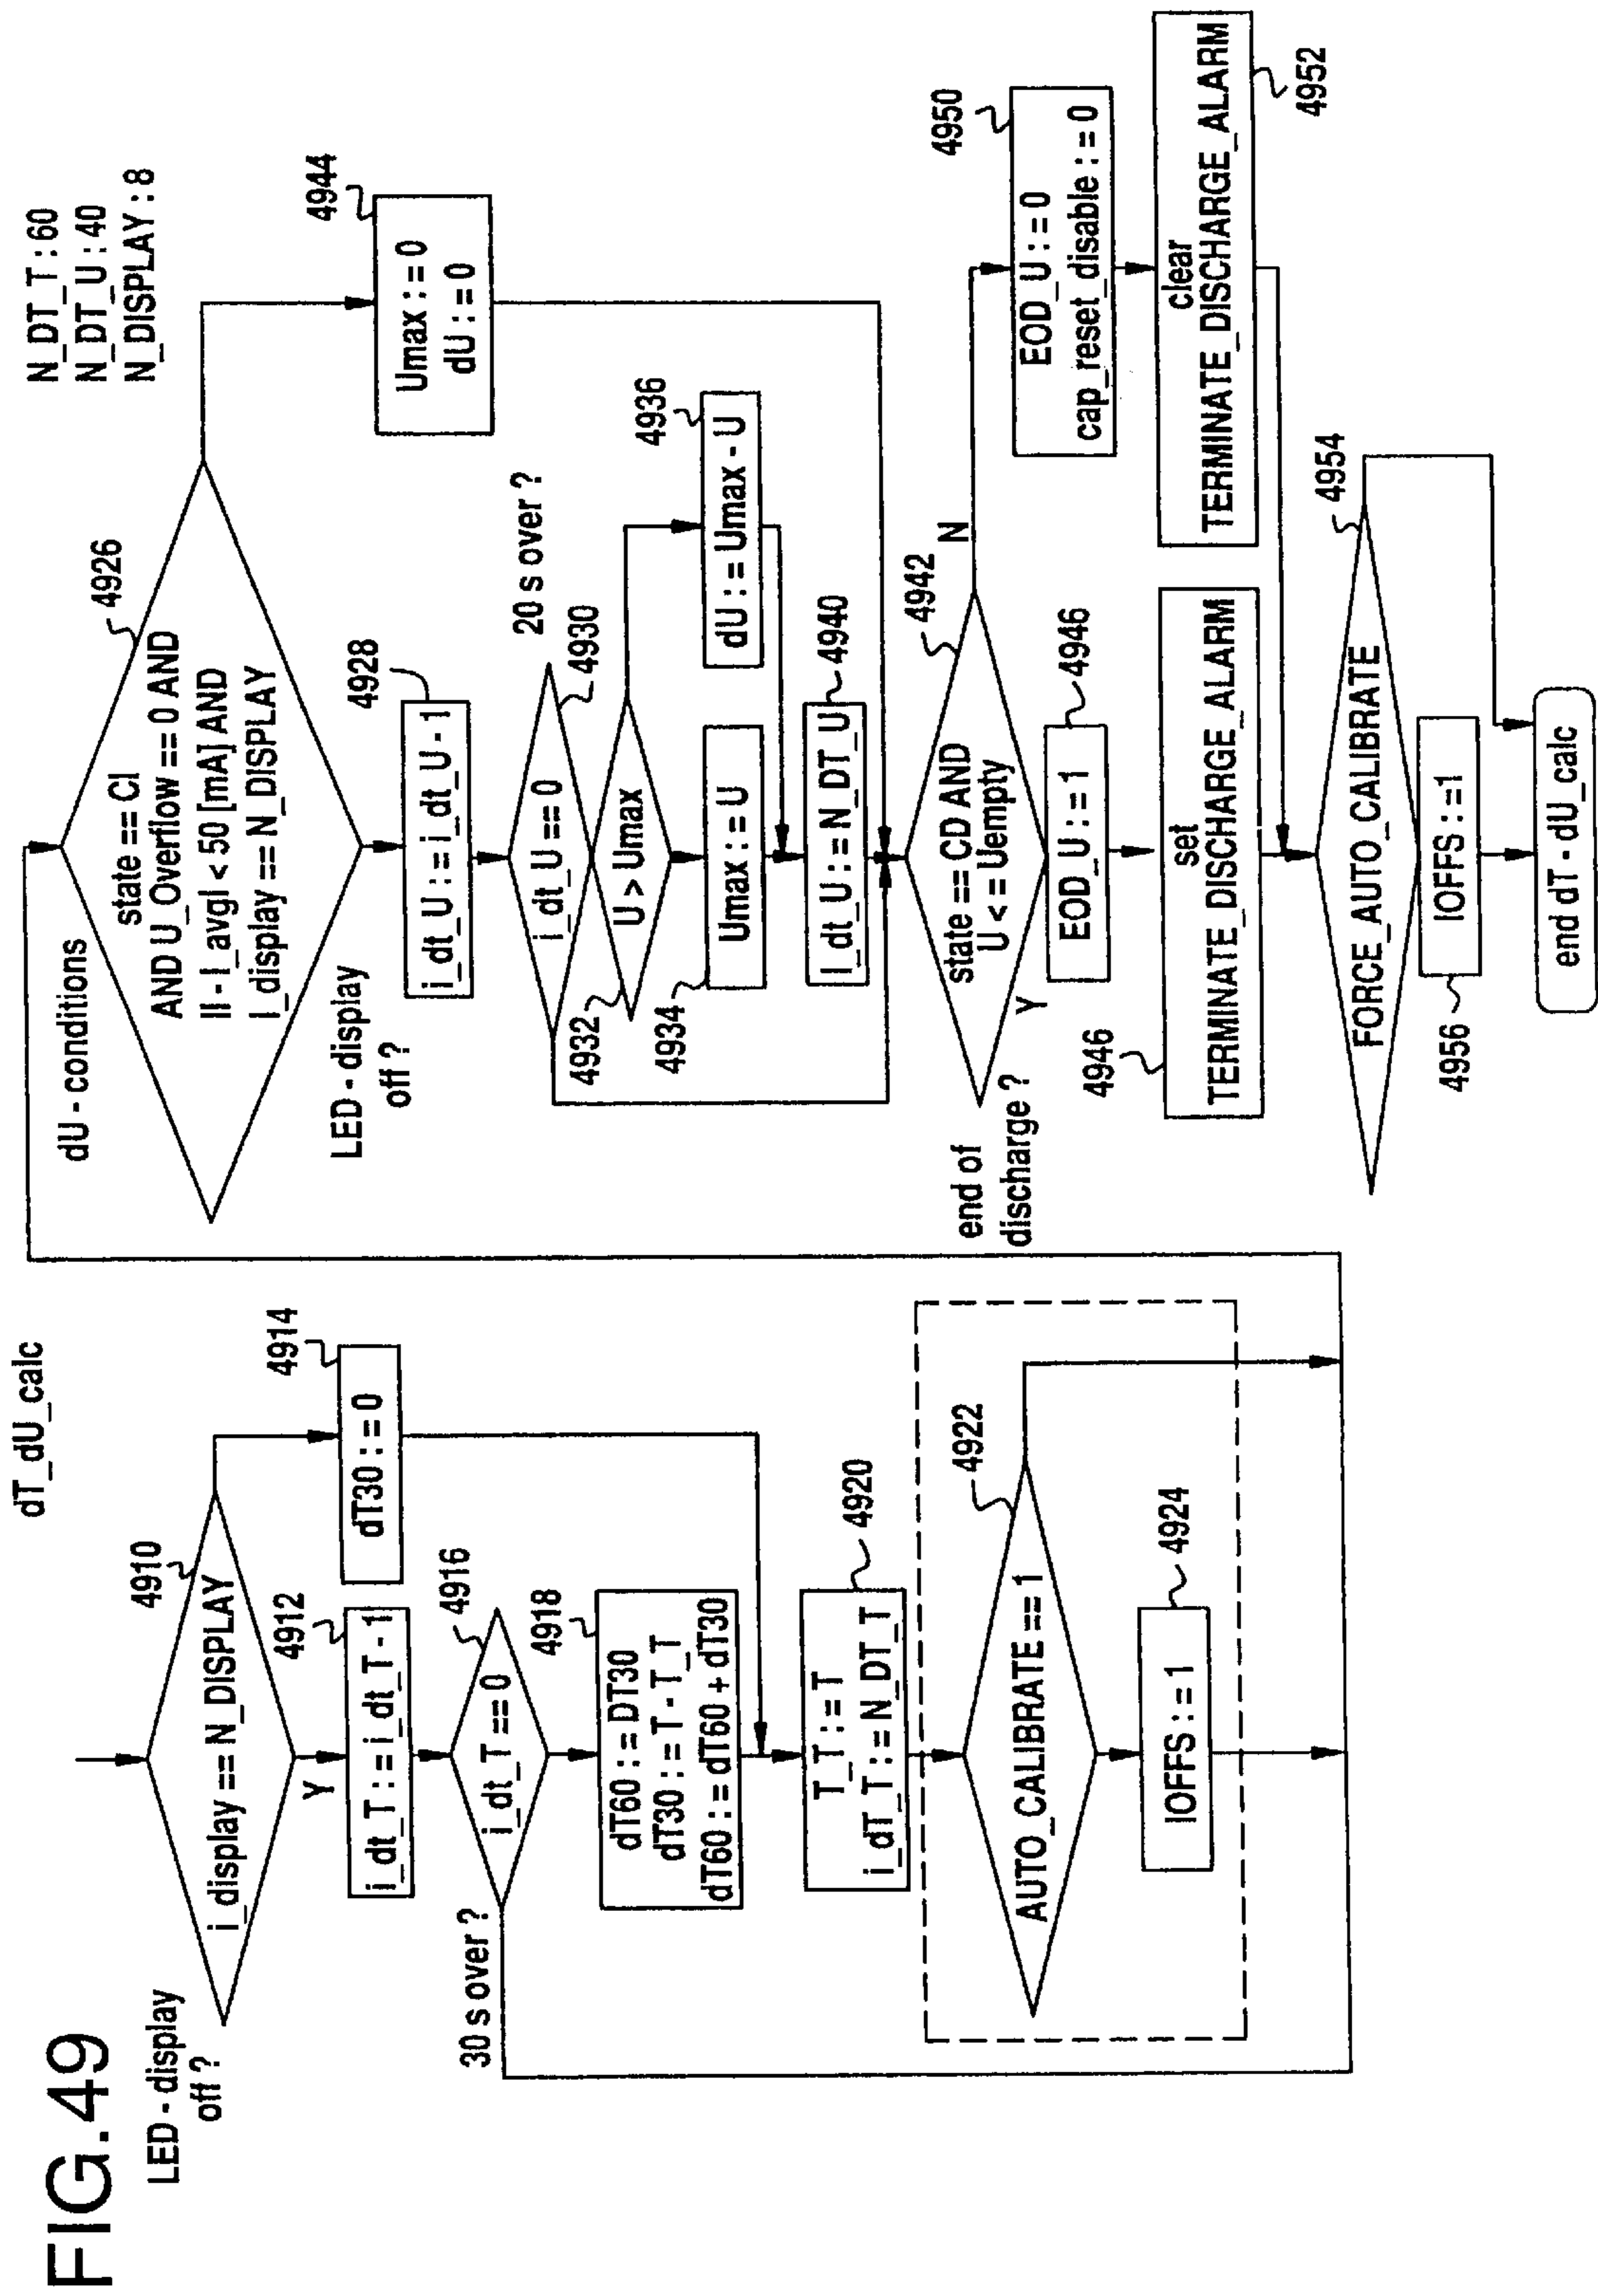 FIG.49
dT_dU_calc
LED - display
off ?
4910
i_display == N_DISPLAY
Y
4912
i_dt_T := i_dt_T - 1
4914
dT30 := 0
30 s over ?
4916
i_dt_T == 0
4918
dT60 := DT30
dT30 := T - T_T
dT60 := dT60 + dT30
4920
T_T := T
i_dT_T := N_DT_T
4922
AUTO_CALIBRATE == 1
4924
IOFFS := 1
N_DT_T : 60
N_DT_U : 40
N_DISPLAY : 8
dU - conditions
4926
state == CI
AND U_Overflow == 0 AND
II - I_avgI < 50 [mA] AND
I_display == N_DISPLAY
LED - display
off ?
4928
i_dt_U := i_dt_U - 1
4944
Umax := 0
dU := 0
20 s over ?
4930
i_dt_U == 0
4932
U > Umax
4934
Umax := U
4936
dU := Umax - U
4940
I_dt_U := N_DT_U
end of
discharge ?
4942
state == CD AND
U < = Uempty
Y
N
4946
EOD_U := 1
4950
EOD_U := 0
cap_reset_disable := 0
4946
set
TERMINATE_DISCHARGE_ALARM
clear
TERMINATE_DISCHARGE_ALARM
4952
4954
FORCE_AUTO_CALIBRATE
4956
IOFFS := 1
end dT - dU_calc